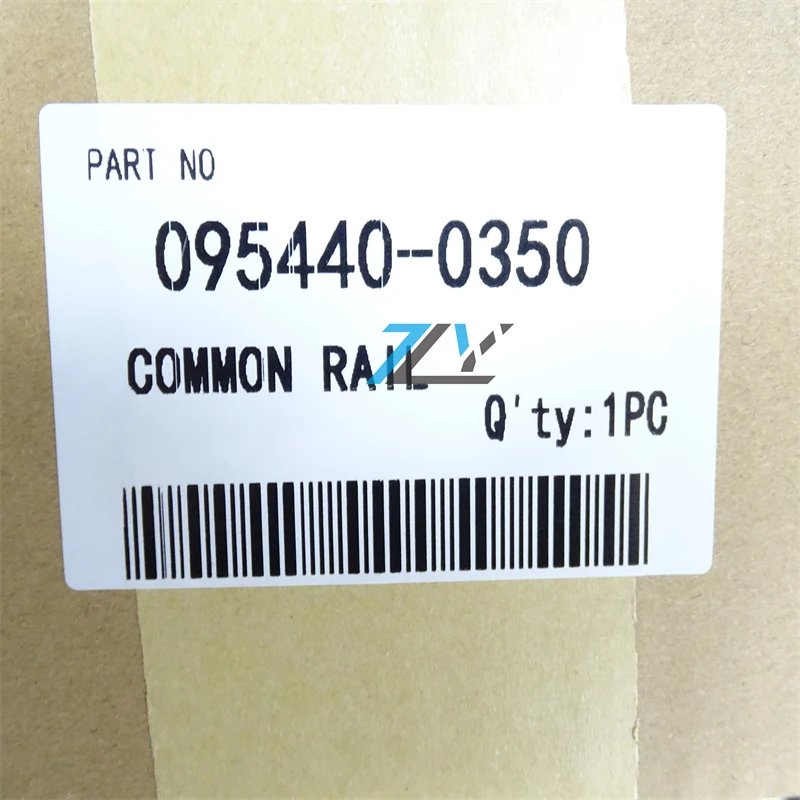 PART NO
095440-0350
COMMON RAIL
Q'ty:1PC